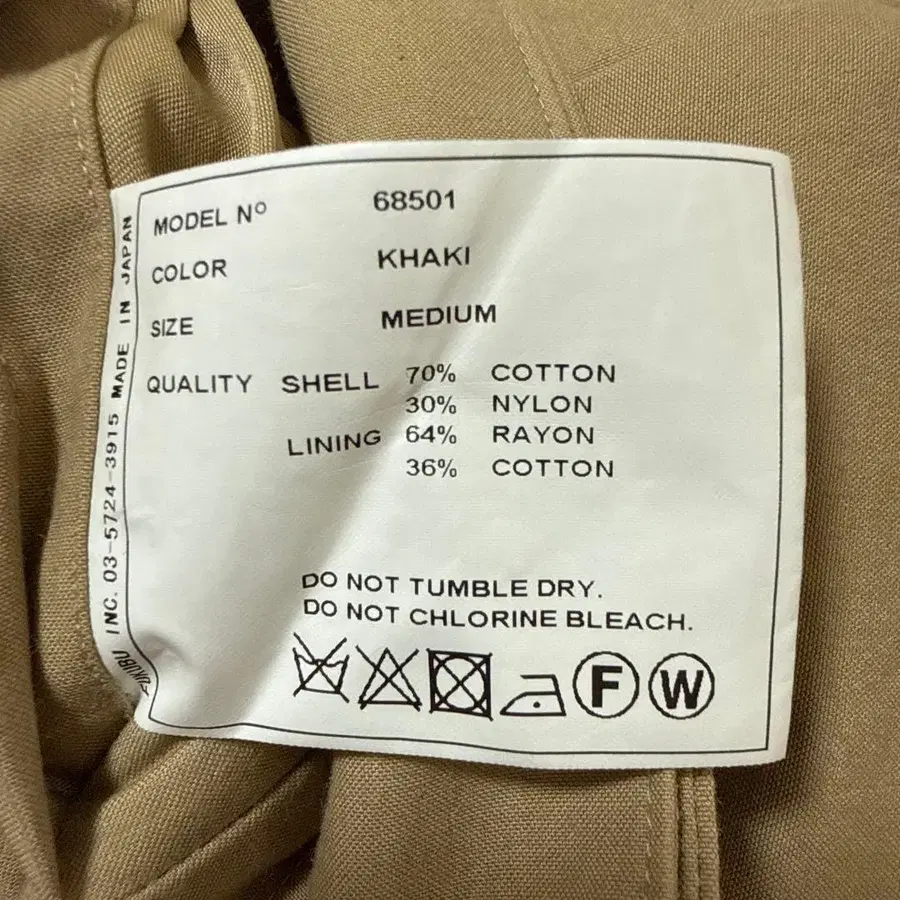 MODEL Nº 68501
COLOR KHAKI
SIZE MEDIUM
QUALITY SHELL 70% COTTON
30% NYLON
LINING 64% RAYON
36% COTTON
DO NOT TUMBLE DRY.
DO NOT CHLORINE BLEACH.
F W
INC. 03-5724-3915 MADE IN JAPAN